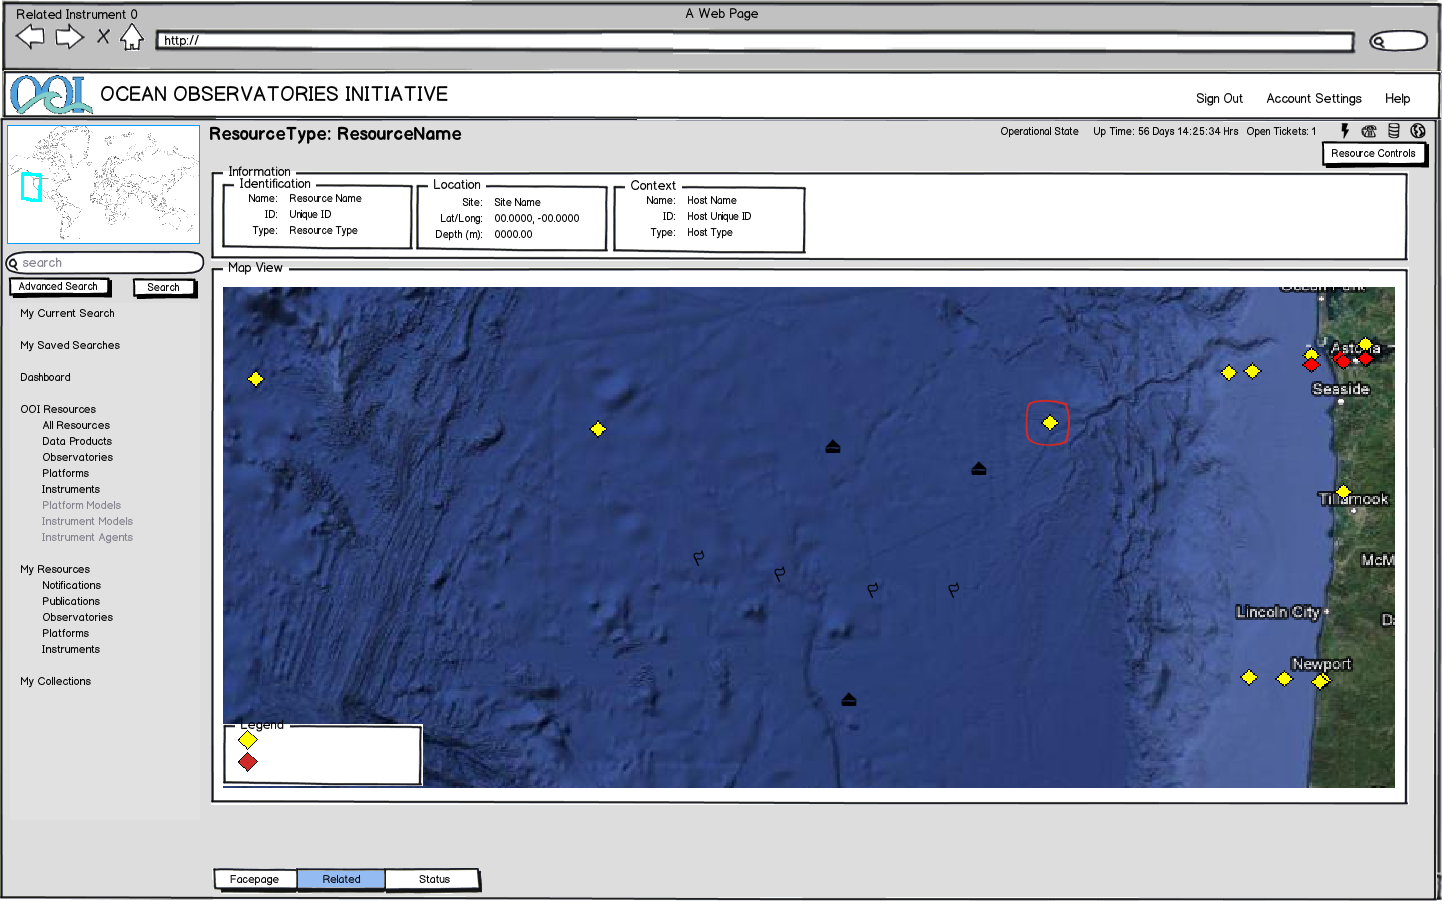 Related Instrument 0
A Web Page
http://
OOI
OCEAN OBSERVATORIES INITIATIVE
Sign Out
Account Settings
Help
ResourceType: ResourceName
Operational State
Up Time: 56 Days 14:25:34 Hrs
Open Tickets: 1
Resource Controls
Information
Identification
Name: Resource Name
ID: Unique ID
Type: Resource Type
Location
Site: Site Name
Lat/Long: 00.0000, -00.0000
Depth (m): 0000.00
Context
Name: Host Name
ID: Host Unique ID
Type: Host Type
search
Advanced Search
Search
My Current Search
My Saved Searches
Dashboard
OOI Resources
All Resources
Data Products
Observatories
Platforms
Instruments
Platform Models
Instrument Models
Instrument Agents
My Resources
Notifications
Publications
Observatories
Platforms
Instruments
My Collections
Map View
Ocean Park
Astoria
Seaside
Tillamook
McM
Lincoln City
Newport
Legend
Facepage
Related
Status